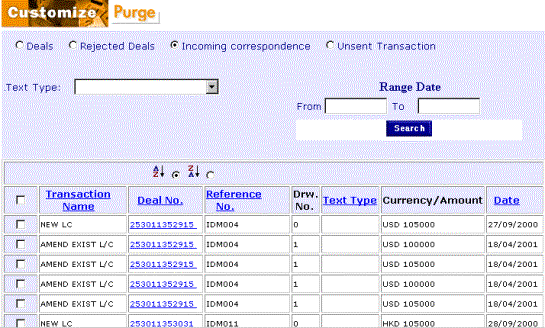 Customize Purge
Deals Rejected Deals Incoming correspondence Unsent Transaction
.Text Type:
Range Date
From To
Search
A Z Z A
Transaction Name Deal No. Reference No. Drw. No. Text Type Currency/Amount Date
NEW LC 253011352915 IDM004 0 USD 105000 27/09/2000
AMEND EXIST L/C 253011352915 IDM004 1 USD 100000 18/04/2001
AMEND EXIST L/C 253011352915 IDM004 1 USD 100000 18/04/2001
AMEND EXIST L/C 253011352915 IDM004 1 USD 105000 18/04/2001
AMEND EXIST L/C 253011352915 IDM004 1 USD 105000 18/04/2001
NEW LC 253011353031 IDM011 0 HKD 105000 28/09/2000